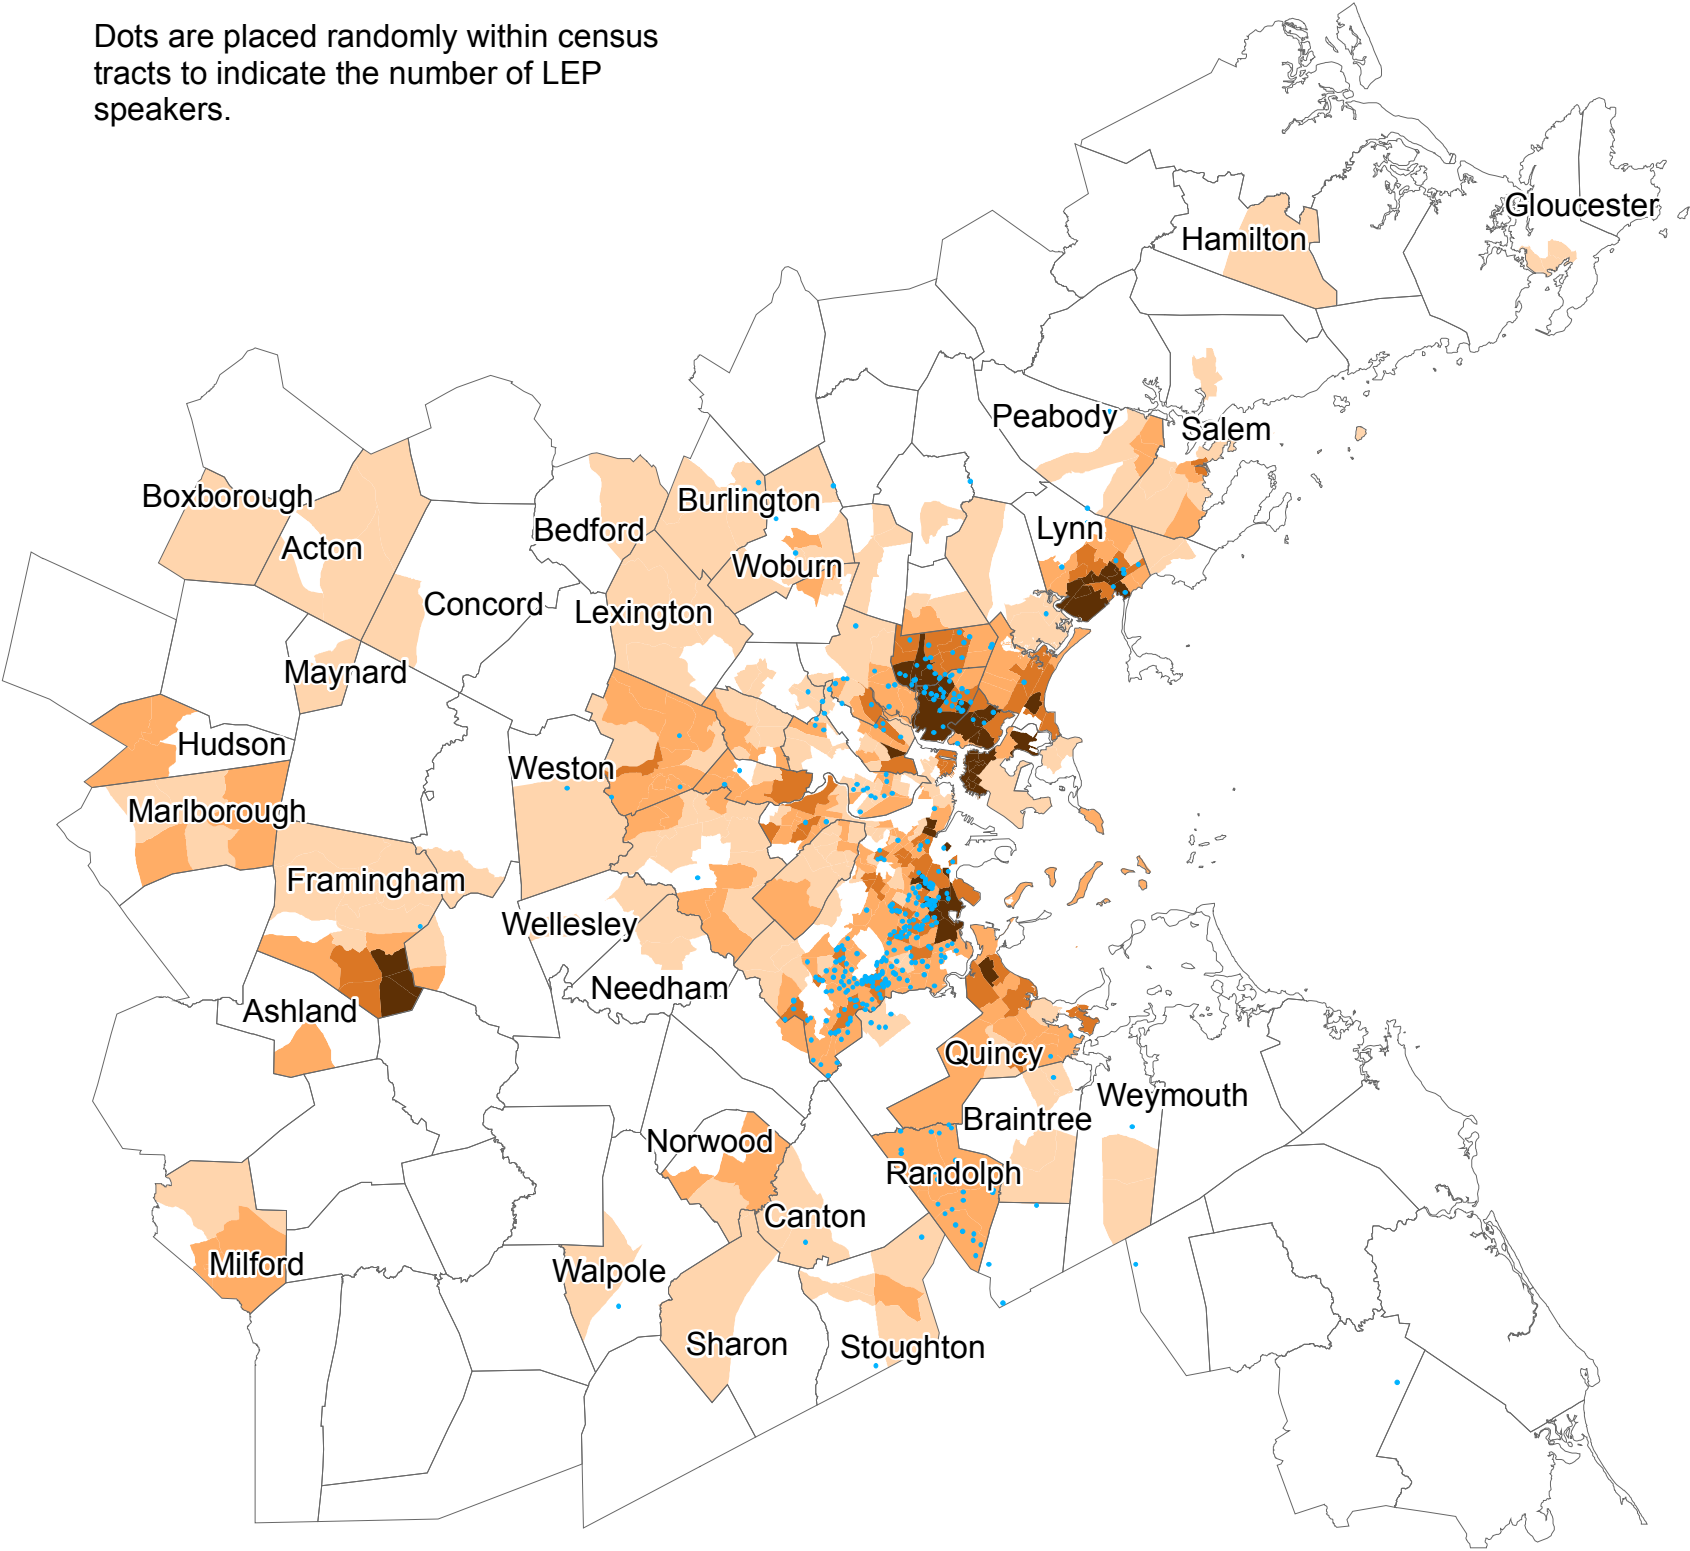 Dots are placed randomly within census
tracts to indicate the number of LEP
speakers.
Gloucester
Hamilton
Peabody
Salem
Boxborough
Burlington
Bedford
Lynn
Acton
Woburn
Concord
Lexington
Maynard
Hudson
Weston
Marlborough
Framingham
Wellesley
Needham
Ashland
Quincy
Weymouth
Braintree
Norwood
Randolph
Canton
Milford
Walpole
Sharon
Stoughton